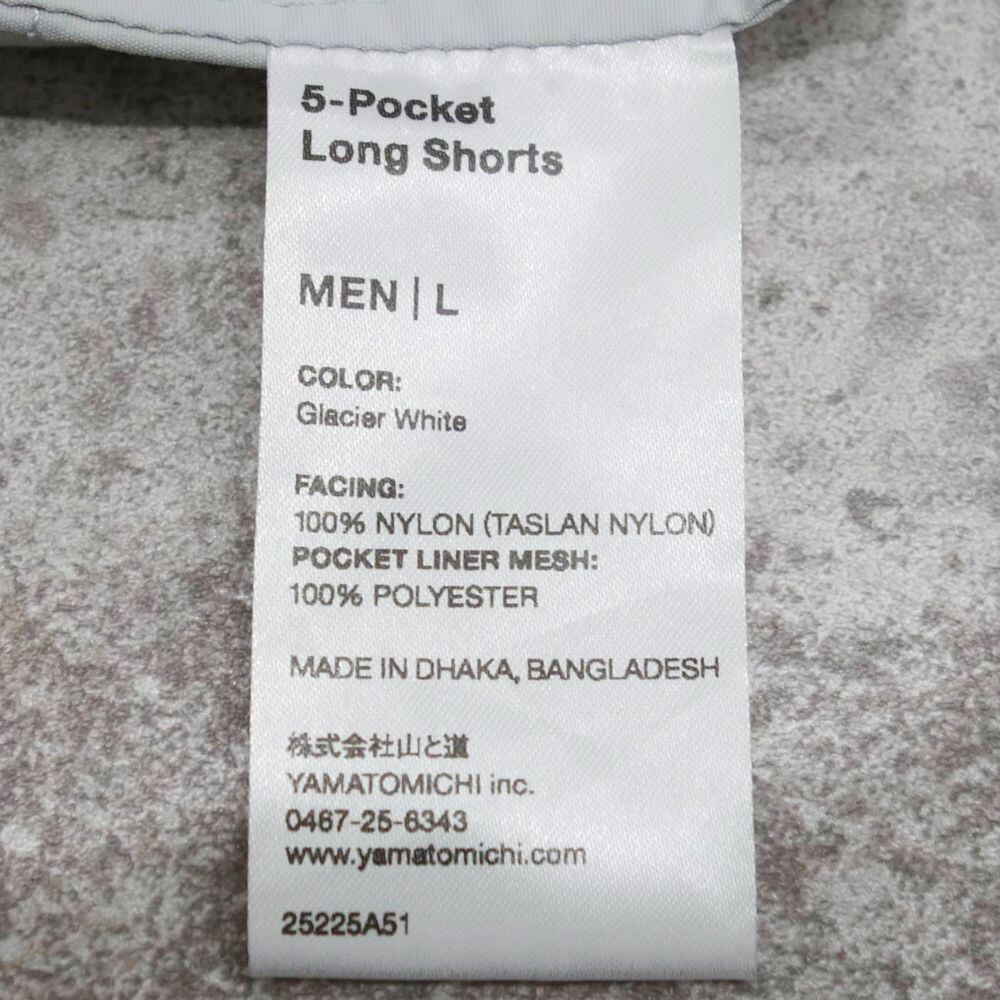 5-Pocket
Long Shorts
MEN | L
COLOR:
Glacier White
FACING:
100% NYLON (TASLAN NYLON)
POCKET LINER MESH:
100% POLYESTER
MADE IN DHAKA, BANGLADESH
株式会社山と道
YAMATOMICHI inc.
0467-25-6343
www.yamatomichi.com
25225A51